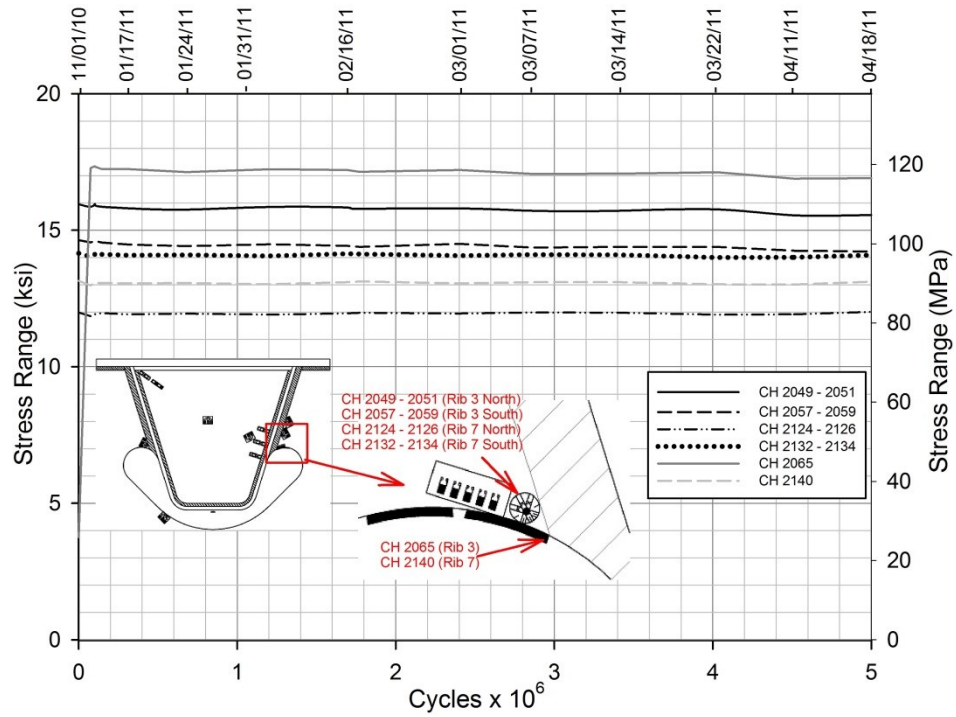 11/01/10
01/17/11
01/24/11
01/31/11
02/16/11
03/01/11
03/07/11
03/14/11
03/22/11
04/11/11
04/18/11
20
15
10
5
0
Stress Range (ksi)
120
100
80
60
40
20
0
Stress Range (MPa)
CH 2049 - 2051 (Rib 3 North)
CH 2057 - 2059 (Rib 3 South)
CH 2124 - 2126 (Rib 7 North)
CH 2132 - 2134 (Rib 7 South)
CH 2065 (Rib 3)
CH 2140 (Rib 7)
CH 2049 - 2051
CH 2057 - 2059
CH 2124 - 2126
CH 2132 - 2134
CH 2065
CH 2140
0 1 2 3 4 5
Cycles x 10⁶